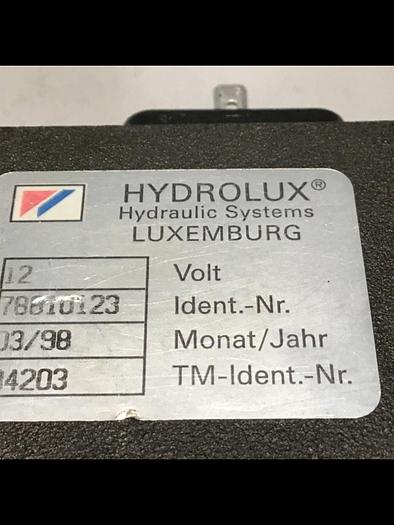 HYDROLUX®
Hydraulic Systems
LUXEMBURG
12 Volt
78810123 Ident.-Nr.
03/98 Monat/Jahr
04203 TM-Ident.-Nr.